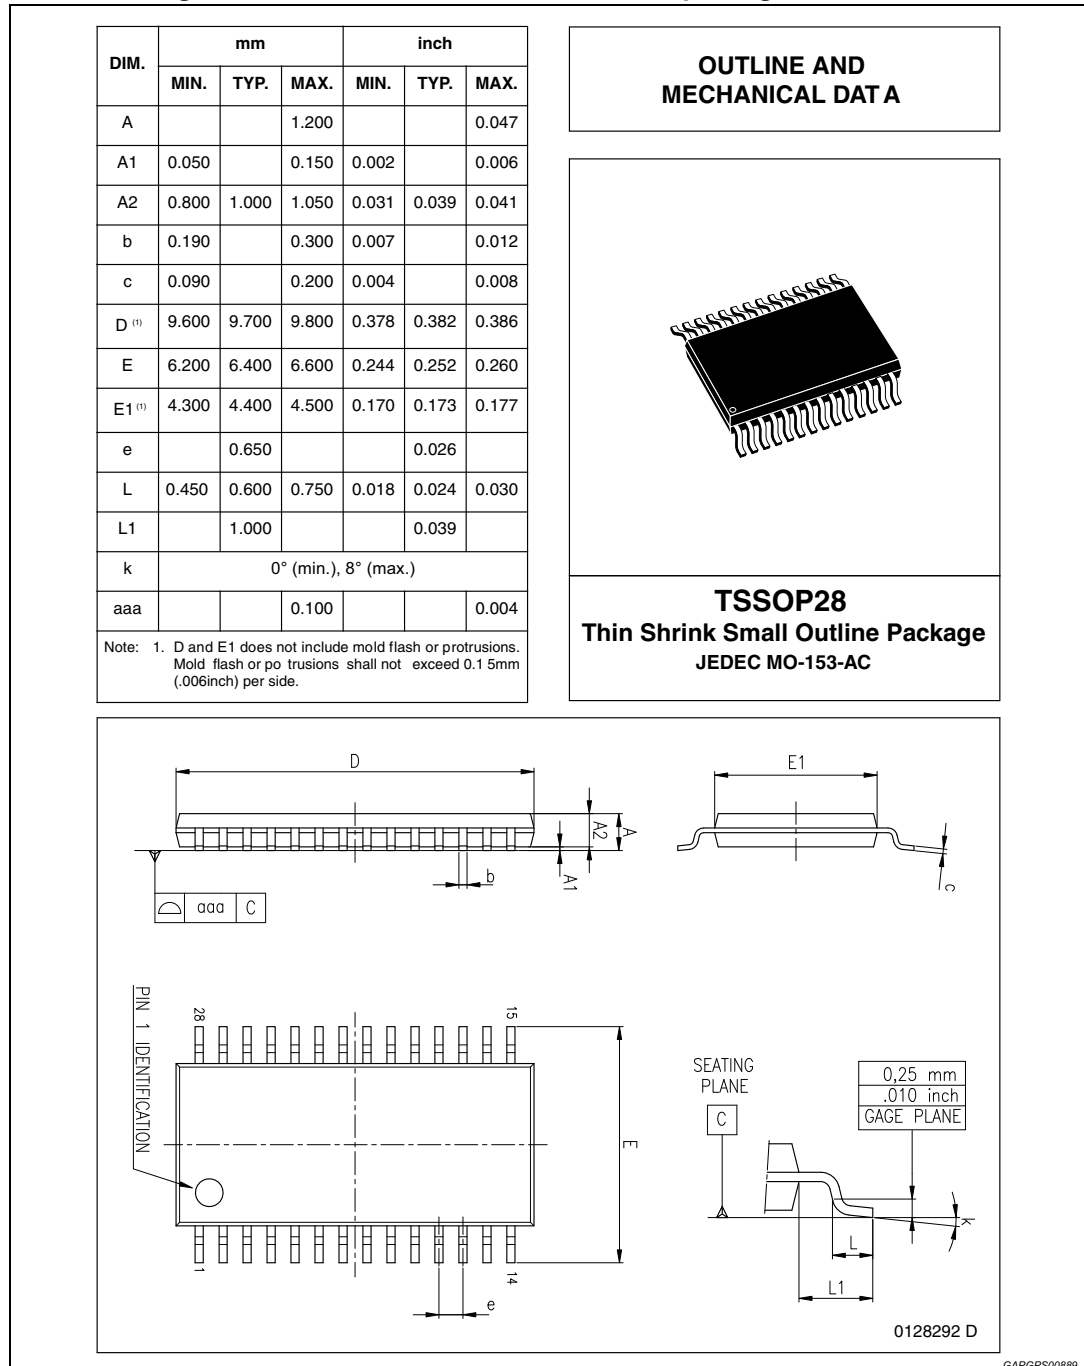 DIM. mm inch
MIN. TYP. MAX. MIN. TYP. MAX.
A 1.200 0.047
A1 0.050 0.150 0.002 0.006
A2 0.800 1.000 1.050 0.031 0.039 0.041
b 0.190 0.300 0.007 0.012
c 0.090 0.200 0.004 0.008
D (1) 9.600 9.700 9.800 0.378 0.382 0.386
E 6.200 6.400 6.600 0.244 0.252 0.260
E1 (1) 4.300 4.400 4.500 0.170 0.173 0.177
e 0.650 0.026
L 0.450 0.600 0.750 0.018 0.024 0.030
L1 1.000 0.039
k 0° (min.), 8° (max.)
aaa 0.100 0.004
Note: 1. D and E1 does not include mold flash or protrusions.
Mold flash or po trusions shall not exceed 0.1 5mm
(.006inch) per side.
OUTLINE AND
MECHANICAL DAT A
TSSOP28
Thin Shrink Small Outline Package
JEDEC MO-153-AC
D
A2
A
b
A1
aaa C
E1
c
PIN 1 IDENTIFICATION
28
15
E
1
14
e
SEATING
PLANE
C
0,25 mm
.010 inch
GAGE PLANE
k
L
L1
0128292 D
GAPGPS00889